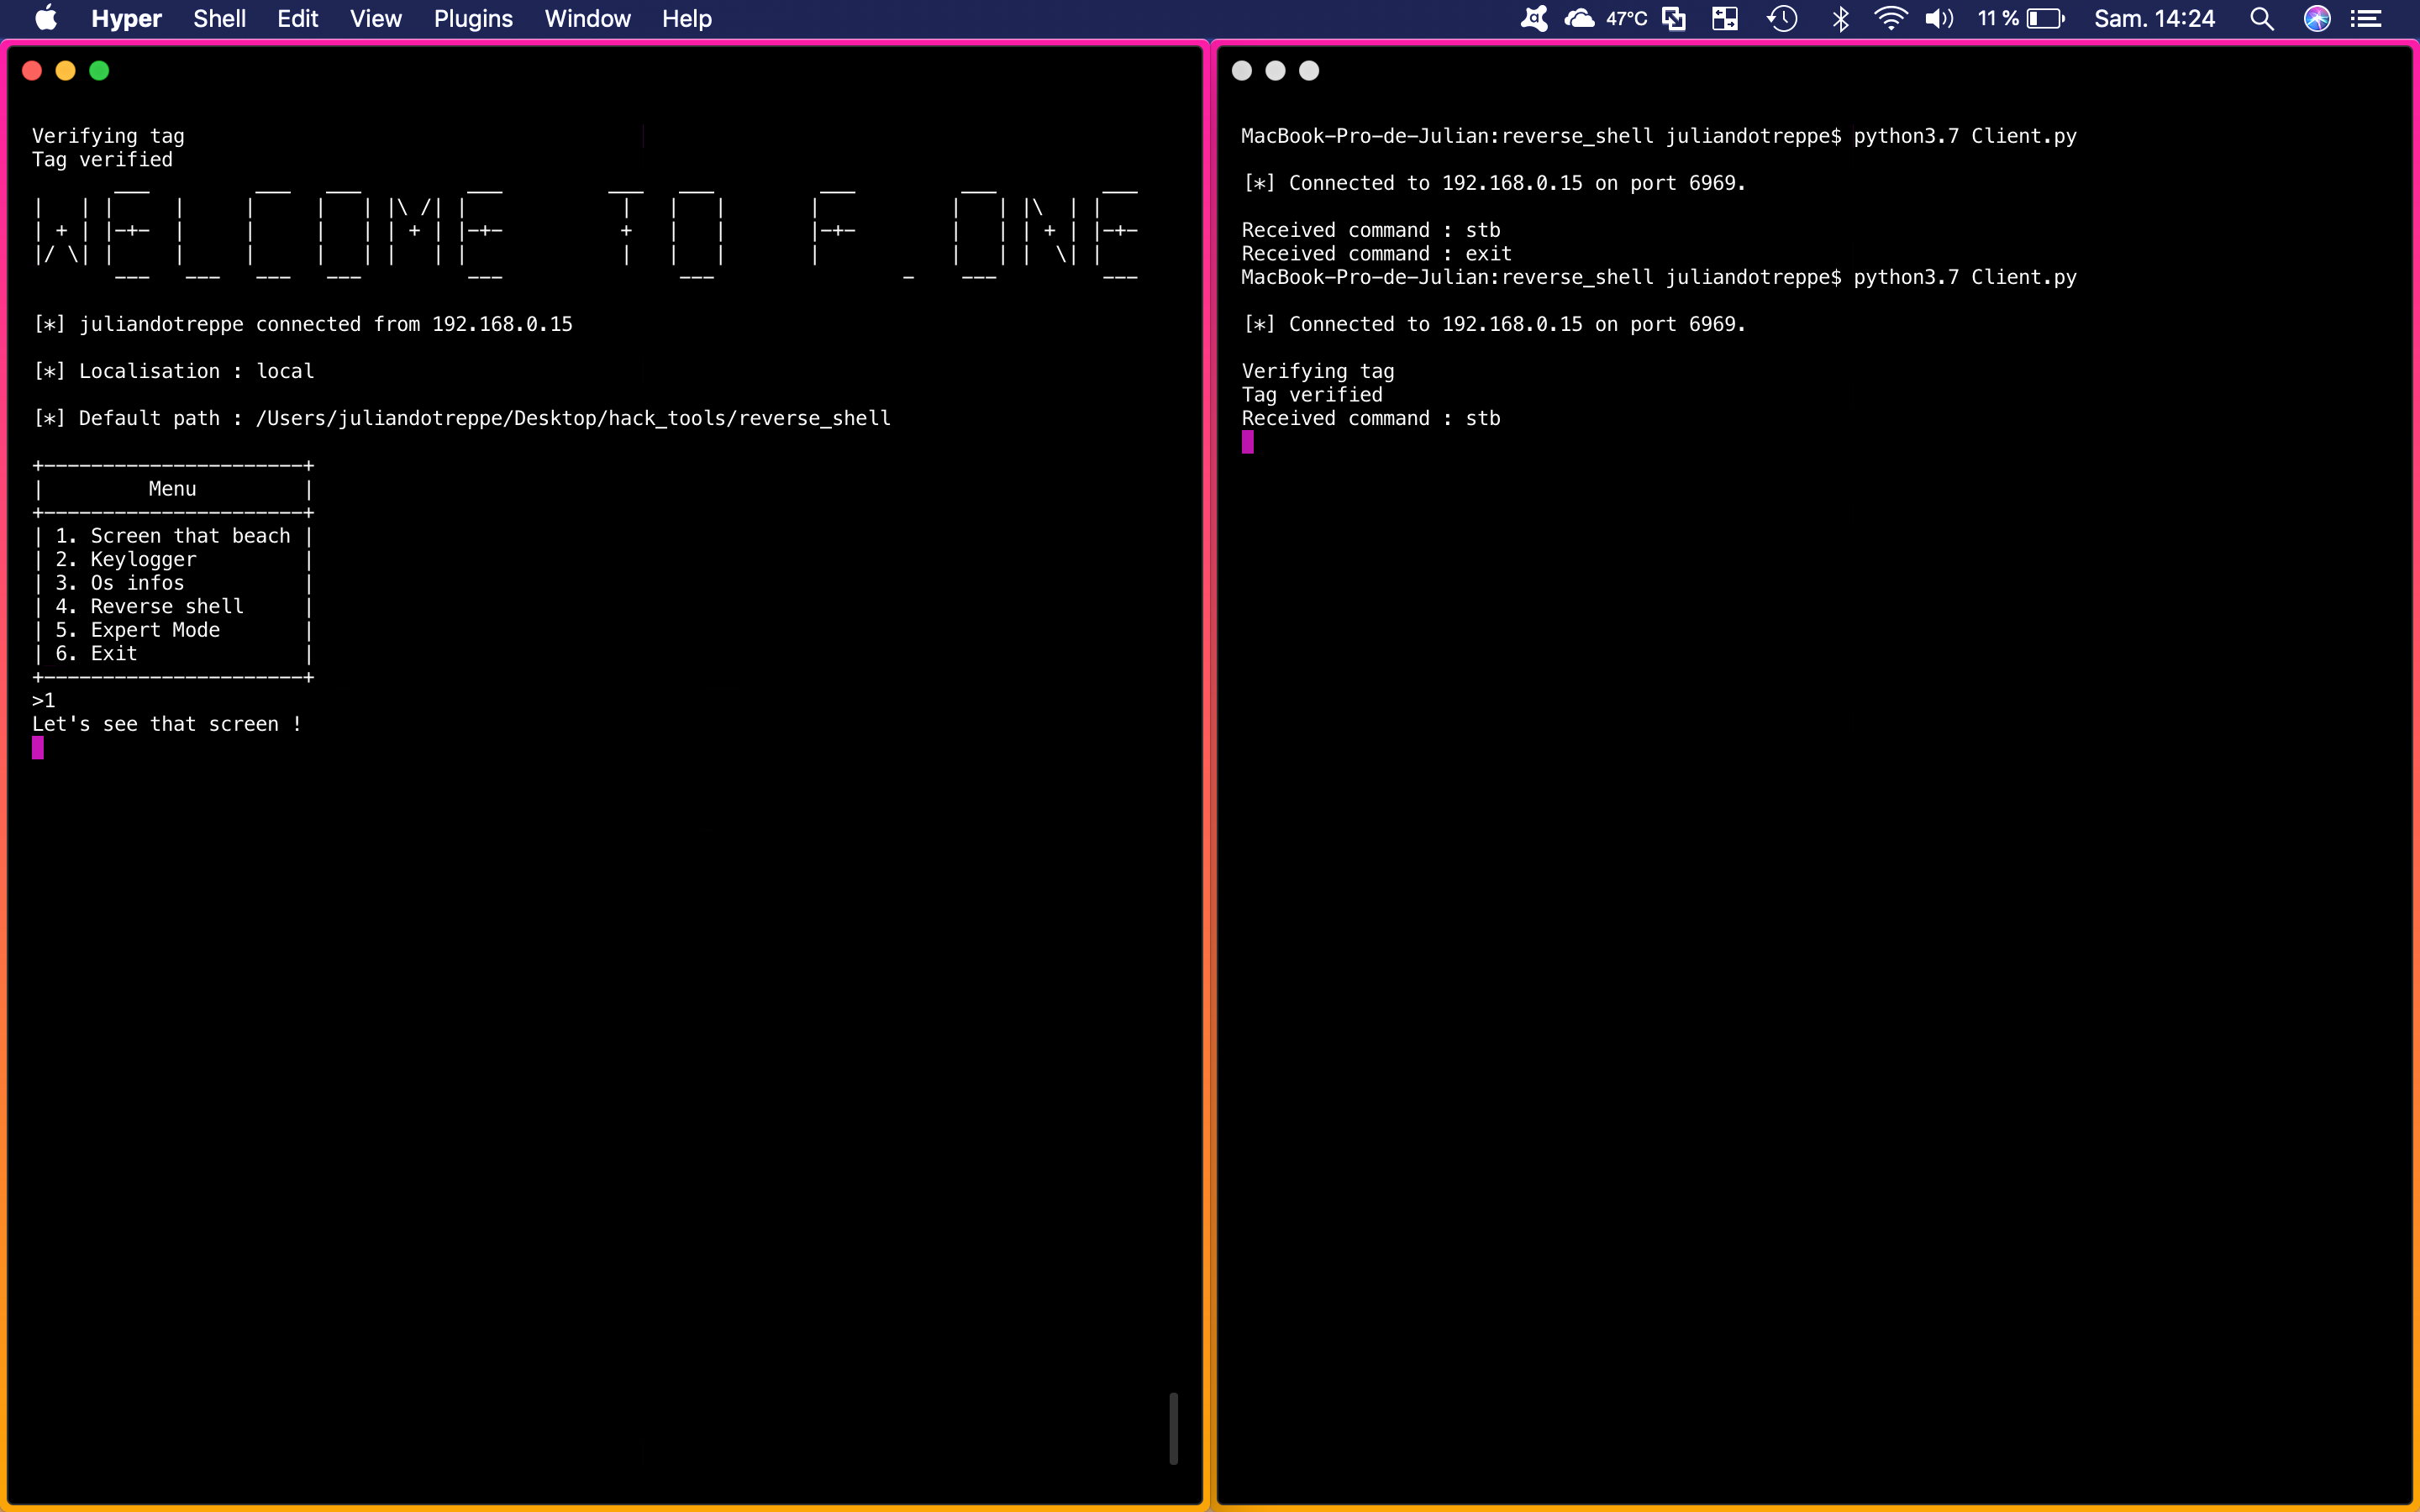 Hyper Shell Edit View Plugins Window Help 47°C 11 % Sam. 14:24
Verifying tag
Tag verified
WELCOME TO F_ONE
[*] juliandotreppe connected from 192.168.0.15
[*] Localisation : local
[*] Default path : /Users/juliandotreppe/Desktop/hack_tools/reverse_shell
+----------------------+
| Menu |
+----------------------+
| 1. Screen that beach |
| 2. Keylogger |
| 3. Os infos |
| 4. Reverse shell |
| 5. Expert Mode |
| 6. Exit |
+----------------------+
>1
Let's see that screen !
MacBook-Pro-de-Julian:reverse_shell juliandotreppe$ python3.7 Client.py
[*] Connected to 192.168.0.15 on port 6969.
Received command : stb
Received command : exit
MacBook-Pro-de-Julian:reverse_shell juliandotreppe$ python3.7 Client.py
[*] Connected to 192.168.0.15 on port 6969.
Verifying tag
Tag verified
Received command : stb